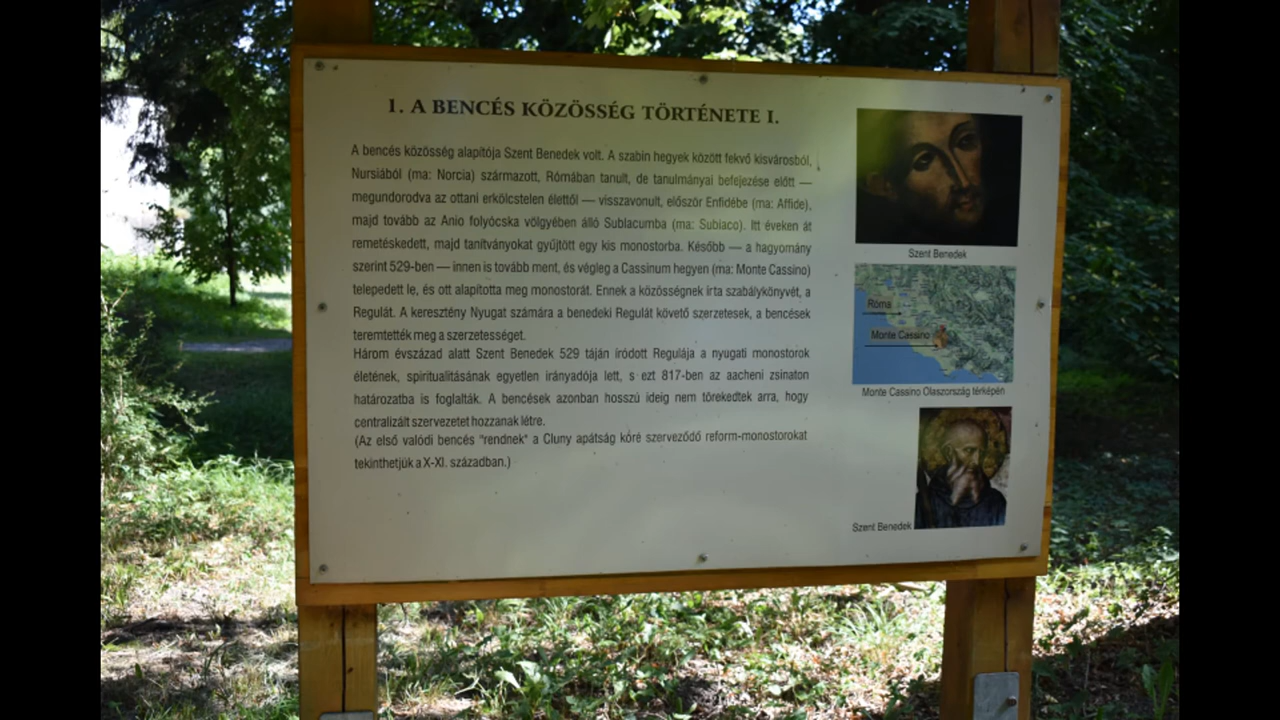 1. A BENCÉS KÖZÖSSÉG TÖRTÉNETE I.
A bencés közösség alapítója Szent Benedek volt. A szabin hegyek között fekvő kisvárosból,
Nursiából (ma: Norcia) származott, Rómában tanult, de tanulmányai befejezése előtt —
megundorodva az ottani erkölcstelen élettől — visszavonult, először Enfidébe (ma: Affide),
majd tovább az Anio folyócska völgyében álló Sublacumba (ma: Subiaco). Itt éveken át
remetéskedett, majd tanítványokat gyűjtött egy kis monostorba. Később — a hagyomány
szerint 529-ben — innen is tovább ment, és végleg a Cassinum hegyen (ma: Monte Cassino)
telepedett le, és ott alapította meg monostorát. Ennek a közösségnek írta szabálykönyvét, a
Regulát. A keresztény Nyugat számára a benedeki Regulát követő szerzetesek, a bencések
teremtették meg a szerzetességet.
Három évszázad alatt Szent Benedek 529 táján íródott Regulája a nyugati monostorok
életének, spiritualitásának egyetlen irányadója lett, s ezt 817-ben az aacheni zsinaton
határozatba is foglalták. A bencések azonban hosszú ideig nem törekedtek arra, hogy
centralizált szervezetet hozzanak létre.
(Az első valódi bencés "rendnek" a Cluny apátság köré szerveződő reform-monostorokat
tekinthetjük a X-XI. században.)
Szent Benedek
Róma
Monte Cassino
Monte Cassino Olaszország térképén
Szent Benedek